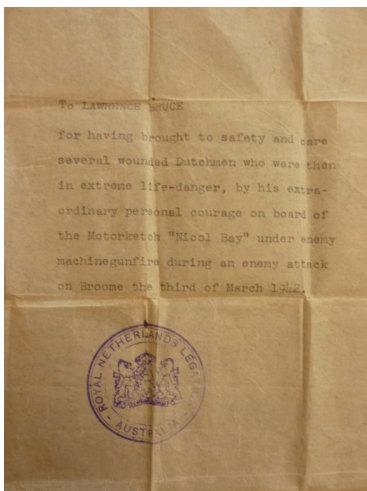 To LAWRENCE BRUCE
for having brought to safety and care
several wounded Dutchmen who were then
in extreme life-danger, by his extra-
ordinary personal courage on board of
the Motorketch "Nicol Bay" under enemy
machinegunfire during an enemy attack
on Broome the third of March 1942.
ROYAL NETHERLANDS LEGATION
AUSTRALIA